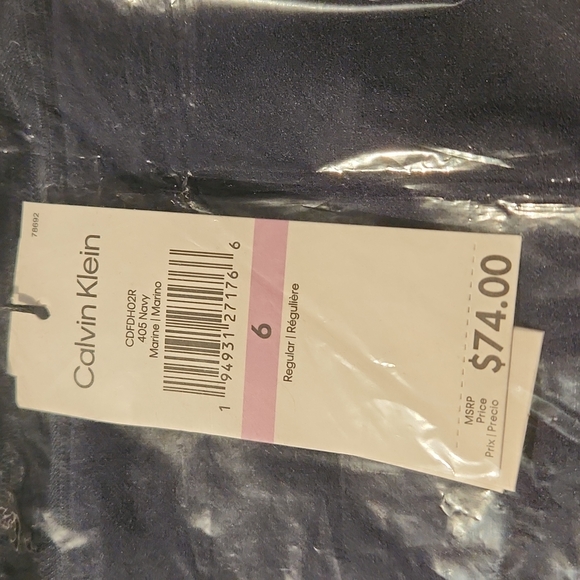 78692
Calvin Klein
CDFDH02R
405 Navy
Marine | Marino
1 94931 27176 6
6
Regular | Régulière
MSRP
Price
Prix | Precio
$74.00